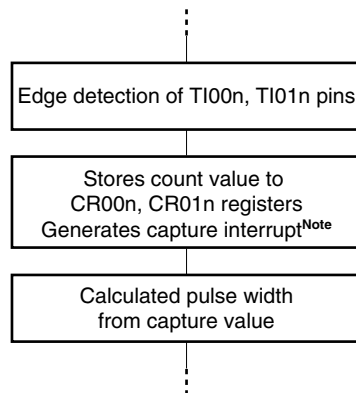 Edge detection of TI00n, TI01n pins
Stores count value to
CR00n, CR01n registers
Generates capture interruptNote
Calculated pulse width
from capture value